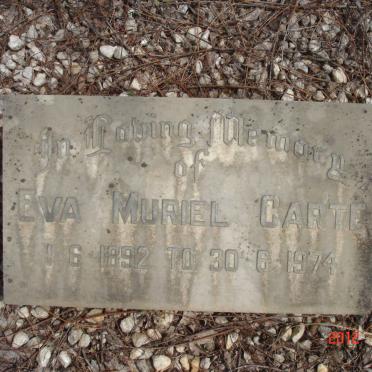 In Loving Memory
of
EVA MURIEL CARTE
1 6 1892 TO 30 6 1974
2012